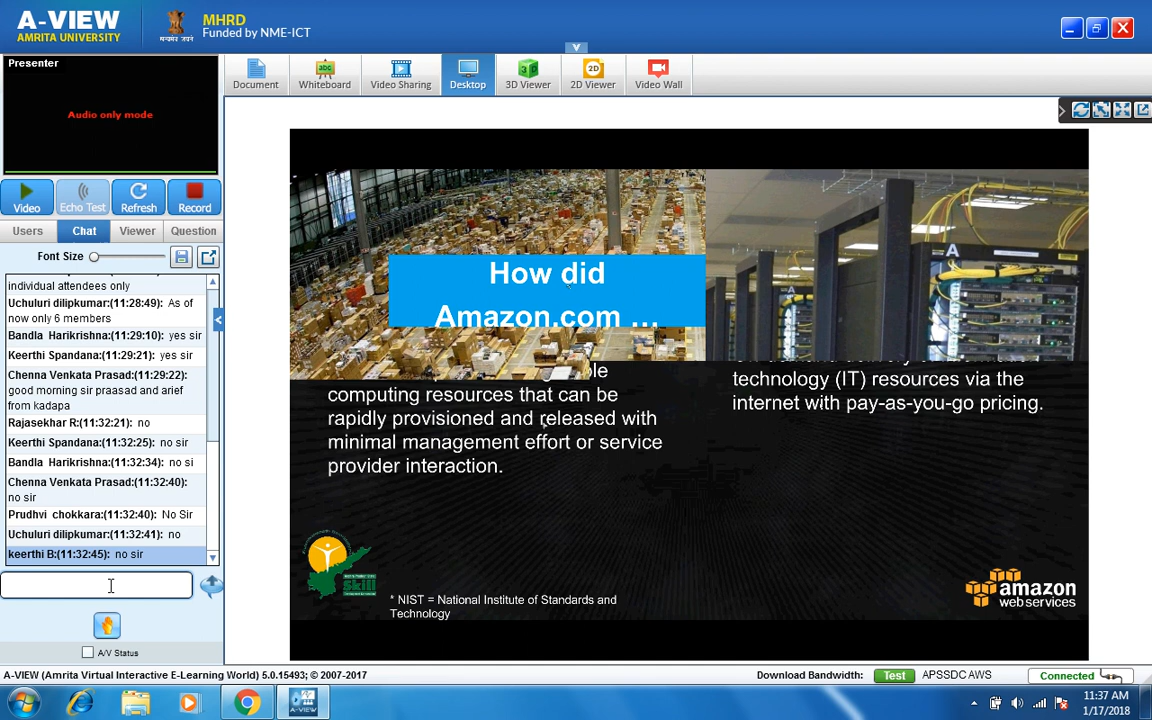 A-VIEW
AMRITA UNIVERSITY
MHRD
Funded by NME-ICT
Presenter
Audio only mode
Document
Whiteboard
Video Sharing
Desktop
3D Viewer
2D Viewer
Video Wall
Video
Echo Test
Refresh
Record
Users
Chat
Viewer
Question
Font Size
individual attendees only
Uchuluri dilipkumar:(11:28:49): As of
now only 6 members
Bandla Harikrishna:(11:29:10): yes sir
Keerthi Spandana:(11:29:21): yes sir
Chenna Venkata Prasad:(11:29:22):
good morning sir praasad and arief
from kadapa
Rajasekhar R:(11:32:21): no
Keerthi Spandana:(11:32:25): no sir
Bandla Harikrishna:(11:32:34): no si
Chenna Venkata Prasad:(11:32:40):
no sir
Prudhvi chokkara:(11:32:40): No Sir
Uchuluri dilipkumar:(11:32:41): no
keerthi B:(11:32:45): no sir
A/V Status
How did
Amazon.com ...
computing resources that can be
rapidly provisioned and released with
minimal management effort or service
provider interaction.
technology (IT) resources via the
internet with pay-as-you-go pricing.
A
skill
* NIST = National Institute of Standards and
Technology
amazon
webservices
A-VIEW (Amrita Virtual Interactive E-Learning World) 5.0.15493; © 2007-2017
Download Bandwidth:
Test
APSSDC AWS
Connected
11:37 AM
1/17/2018